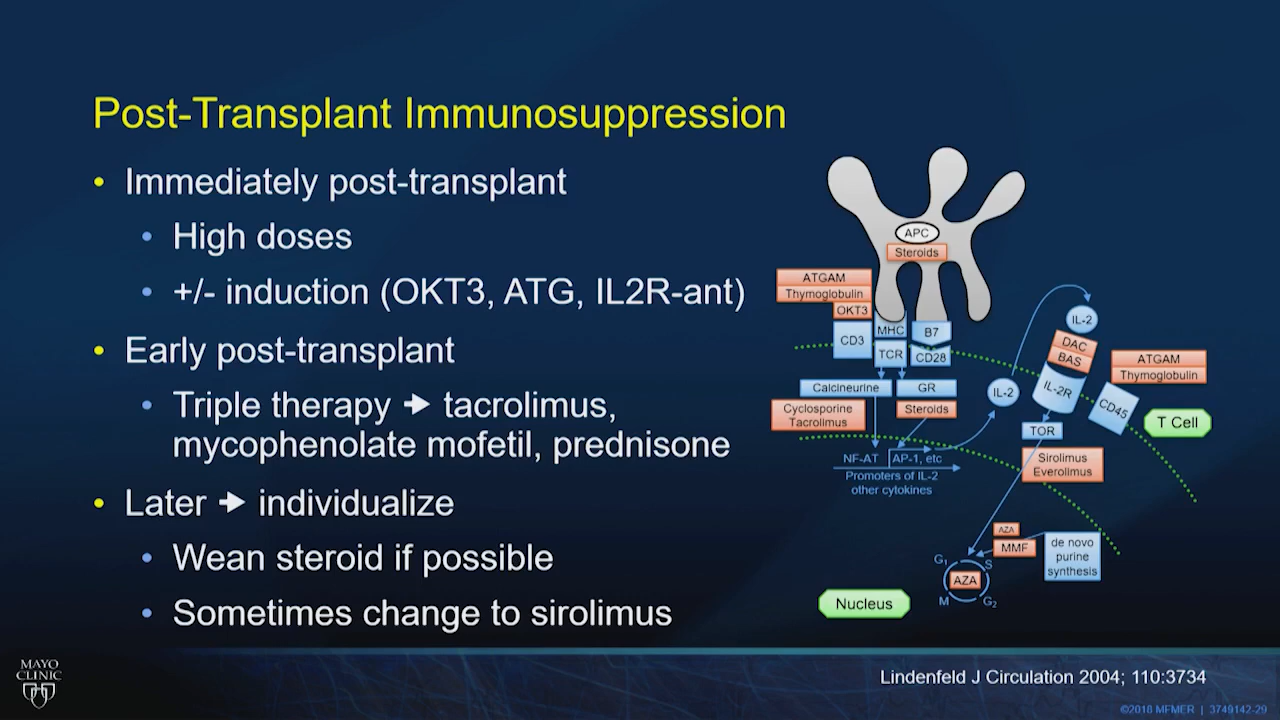 Post-Transplant Immunosuppression
• Immediately post-transplant
• High doses
• +/- induction (OKT3, ATG, IL2R-ant)
• Early post-transplant
• Triple therapy → tacrolimus,
mycophenolate mofetil, prednisone
• Later → individualize
• Wean steroid if possible
• Sometimes change to sirolimus
APC
Steroids
ATGAM
Thymoglobulin
OKT3
CD3
MHC
TCR
B7
CD28
Calcineurine
GR
Cyclosporine
Tacrolimus
Steroids
NF-AT
AP-1, etc
Promoters of IL-2
other cytokines
IL-2
IL-2
DAC
BAS
IL-2R
ATGAM
Thymoglobulin
CD45
T Cell
TOR
Sirolimus
Everolimus
AZA
MMF
de novo
purine
synthesis
G₁
S
AZA
M
G₂
Nucleus
MAYO
CLINIC
Lindenfeld J Circulation 2004; 110:3734
©2018 MFMER | 3749142-29